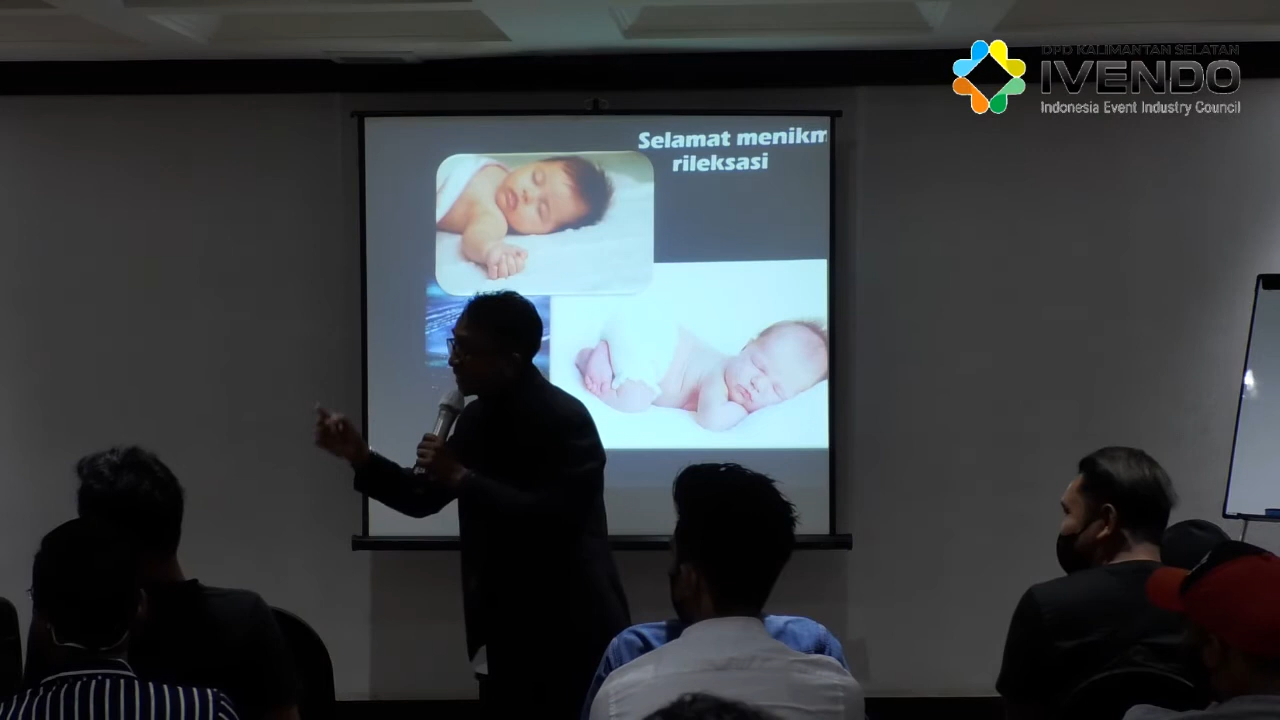 DPD KALIMANTAN SELATAN
IVENDO
Indonesia Event Industry Council
Selamat menikm
rileksasi